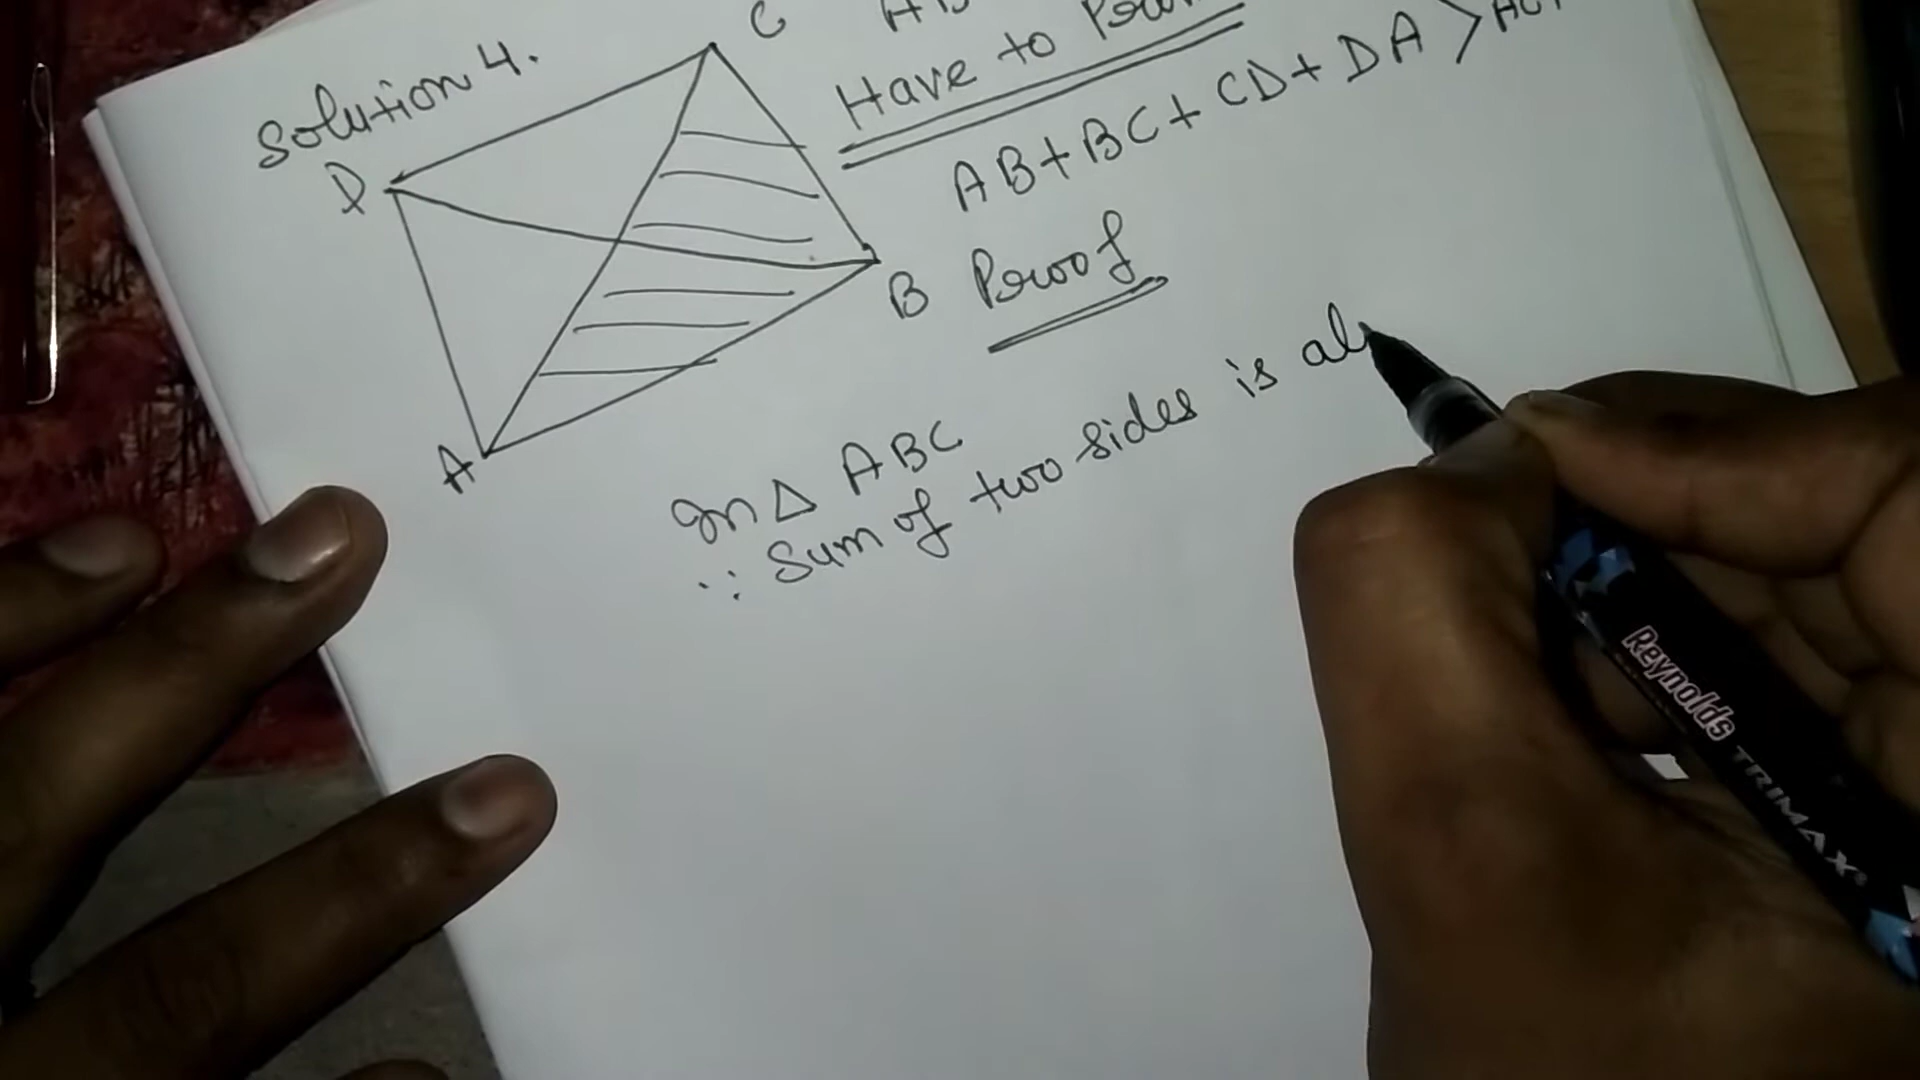 Solution 4.
C
AB
Have to
AB + BC + CD + DA >
D
B
Proof
A
In Δ ABC
∵ Sum of two sides is al
Reynolds TRIMAX